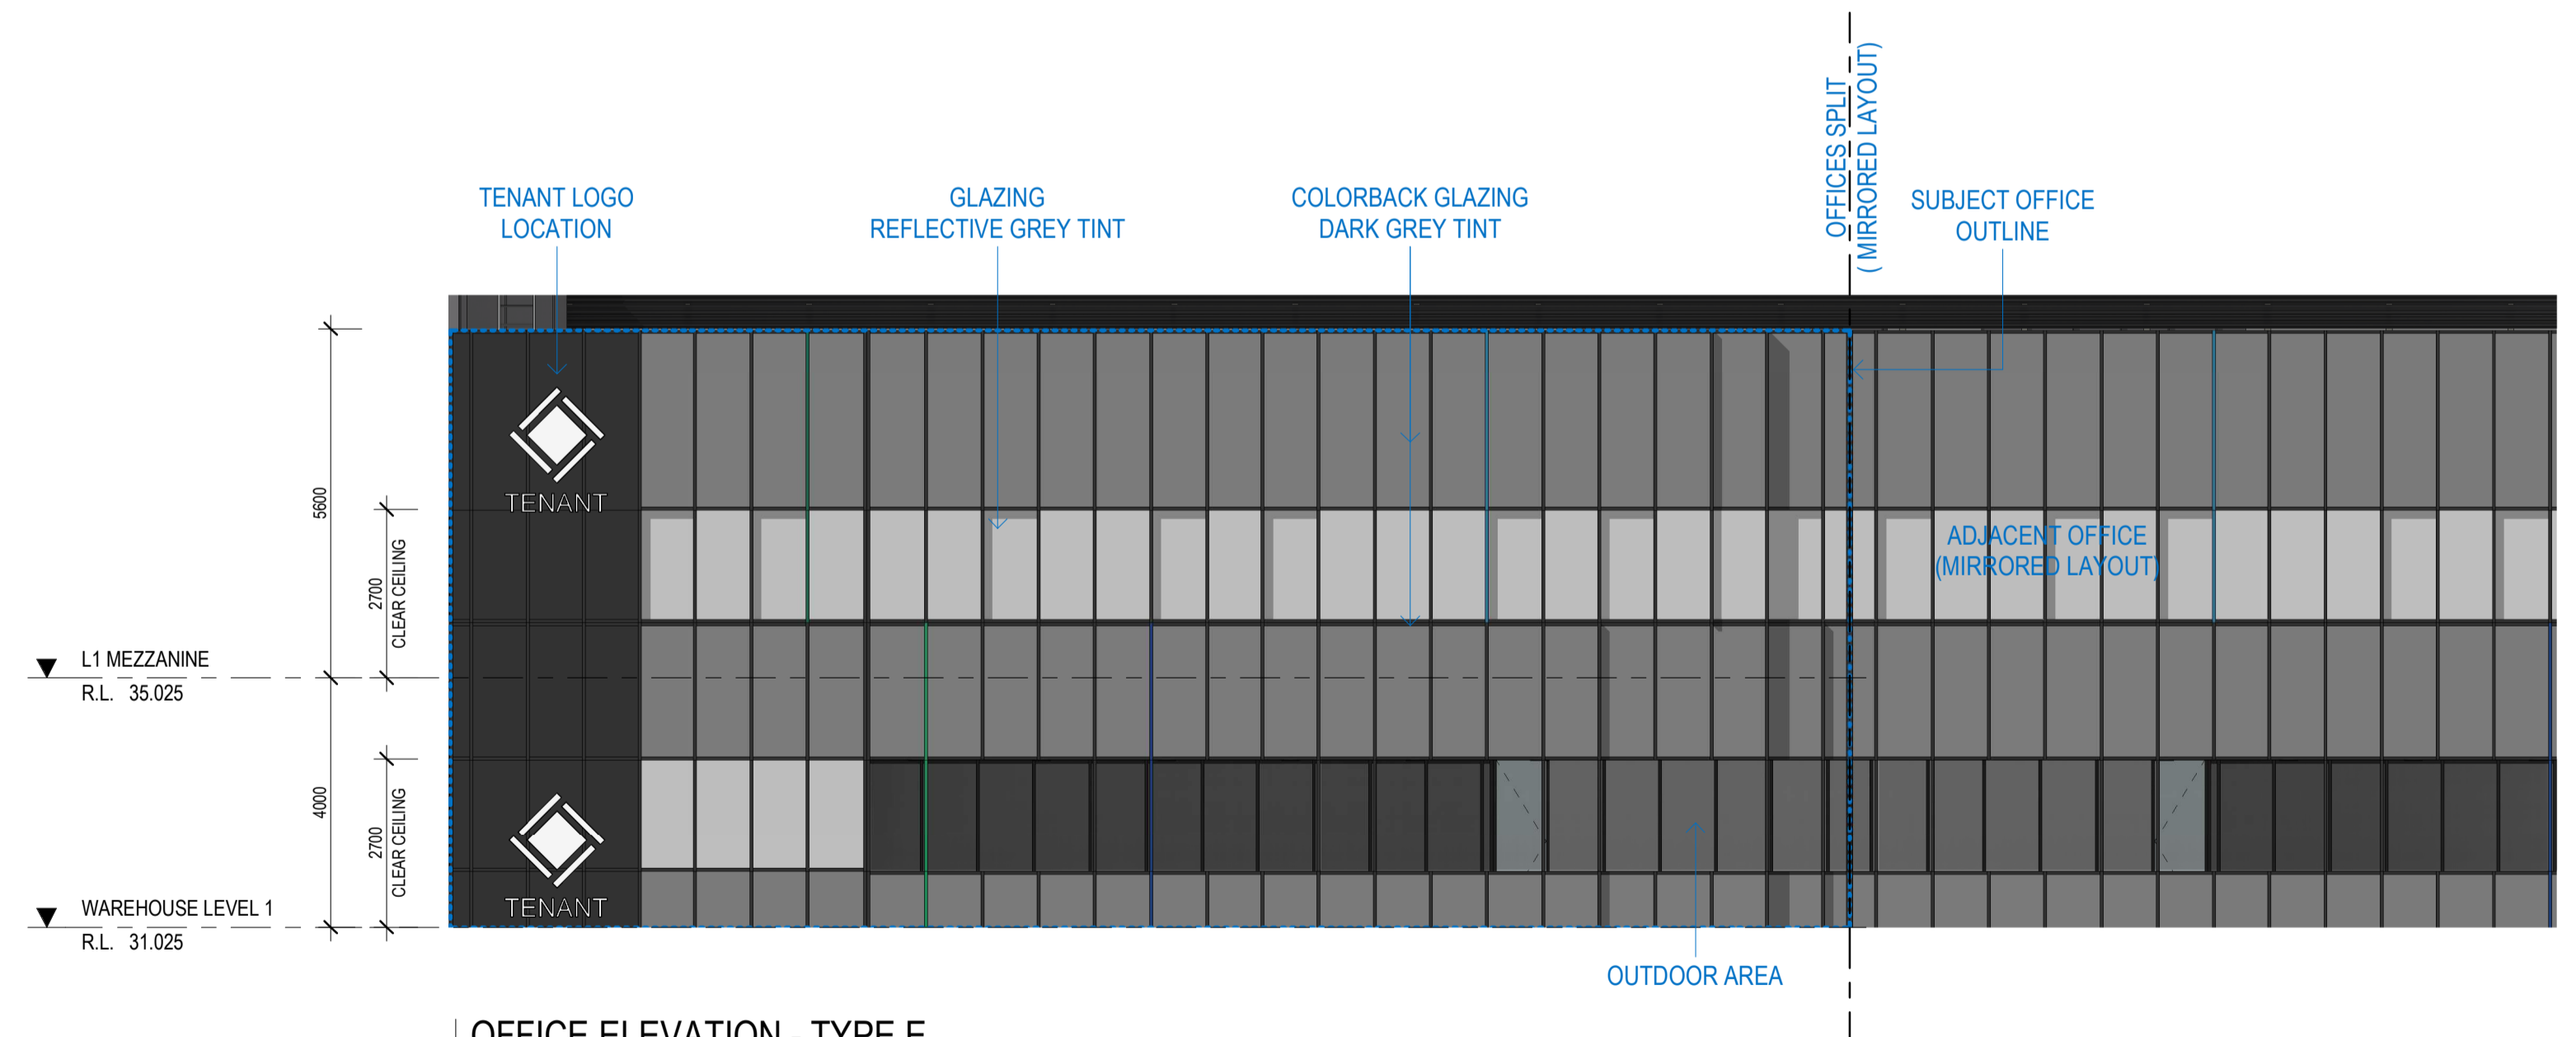 OFFICES SPLIT
( MIRRORED LAYOUT)
TENANT LOGO
LOCATION
GLAZING
REFLECTIVE GREY TINT
COLORBACK GLAZING
DARK GREY TINT
SUBJECT OFFICE
OUTLINE
TENANT
5600
2700
CLEAR CEILING
ADJACENT OFFICE
(MIRRORED LAYOUT)
L1 MEZZANINE
R.L. 35.025
4000
2700
CLEAR CEILING
TENANT
WAREHOUSE LEVEL 1
R.L. 31.025
OUTDOOR AREA